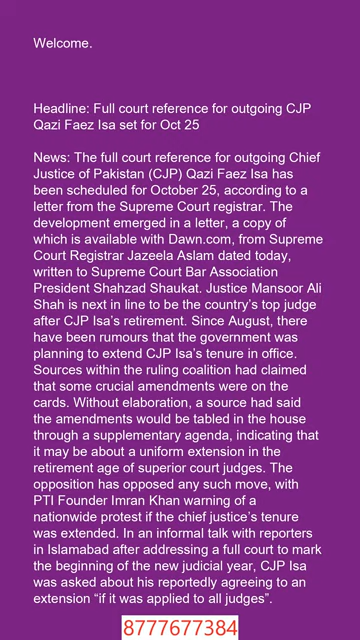 Welcome.
Headline: Full court reference for outgoing CJP
Qazi Faez Isa set for Oct 25
News: The full court reference for outgoing Chief
Justice of Pakistan (CJP) Qazi Faez Isa has
been scheduled for October 25, according to a
letter from the Supreme Court registrar. The
development emerged in a letter, a copy of
which is available with Dawn.com, from Supreme
Court Registrar Jazeela Aslam dated today,
written to Supreme Court Bar Association
President Shahzad Shaukat. Justice Mansoor Ali
Shah is next in line to be the country’s top judge
after CJP Isa’s retirement. Since August, there
have been rumours that the government was
planning to extend CJP Isa’s tenure in office.
Sources within the ruling coalition had claimed
that some crucial amendments were on the
cards. Without elaboration, a source had said
the amendments would be tabled in the house
through a supplementary agenda, indicating that
it may be about a uniform extension in the
retirement age of superior court judges. The
opposition has opposed any such move, with
PTI Founder Imran Khan warning of a
nationwide protest if the chief justice’s tenure
was extended. In an informal talk with reporters
in Islamabad after addressing a full court to mark
the beginning of the new judicial year, CJP Isa
was asked about his reportedly agreeing to an
extension “if it was applied to all judges”.
8777677384